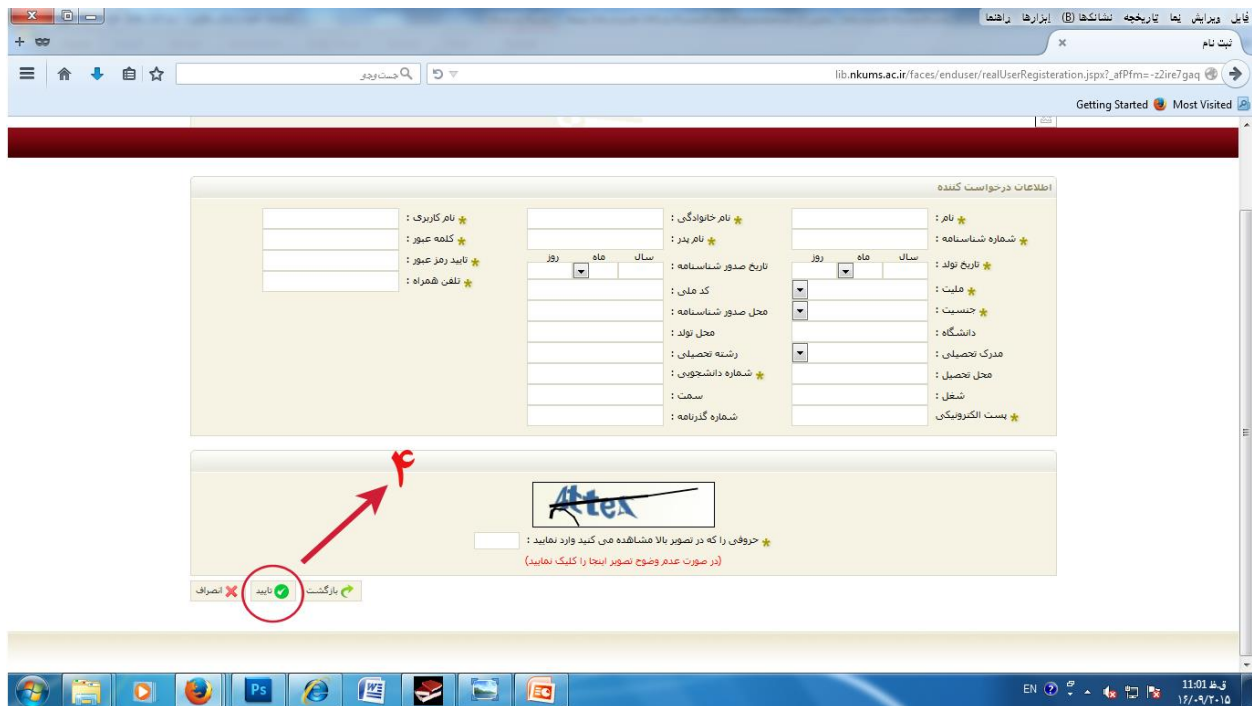 فایل ویرایش نما تاریخچه نشانک‌ها (B) ابزارها راهنما
ثبت نام
lib.nkums.ac.ir/faces/enduser/realUserRegisteration.jspx?_afPfm=-z2ire7gaq
جست‌وجو
Getting Started Most Visited
اطلاعات درخواست کننده
نام : نام خانوادگی : نام کاربری :
شماره شناسنامه : نام پدر : کلمه عبور :
سال ماه روز سال ماه روز
تاریخ تولد : تاریخ صدور شناسنامه : تایید رمز عبور :
ملیت : کد ملی : تلفن همراه :
جنسیت : محل صدور شناسنامه :
دانشگاه : محل تولد :
مدرک تحصیلی : رشته تحصیلی :
محل تحصیل : شماره دانشجویی :
شغل : سمت :
پست الکترونیکی شماره گذرنامه :
۴
حروفی را که در تصویر بالا مشاهده می کنید وارد نمایید :
(در صورت عدم وضوح تصویر اینجا را کلیک نمایید)
بازگشت تایید انصراف
Ps
EN
11:01 ق.ظ
۱۶/۰۹/۲۰۱۵